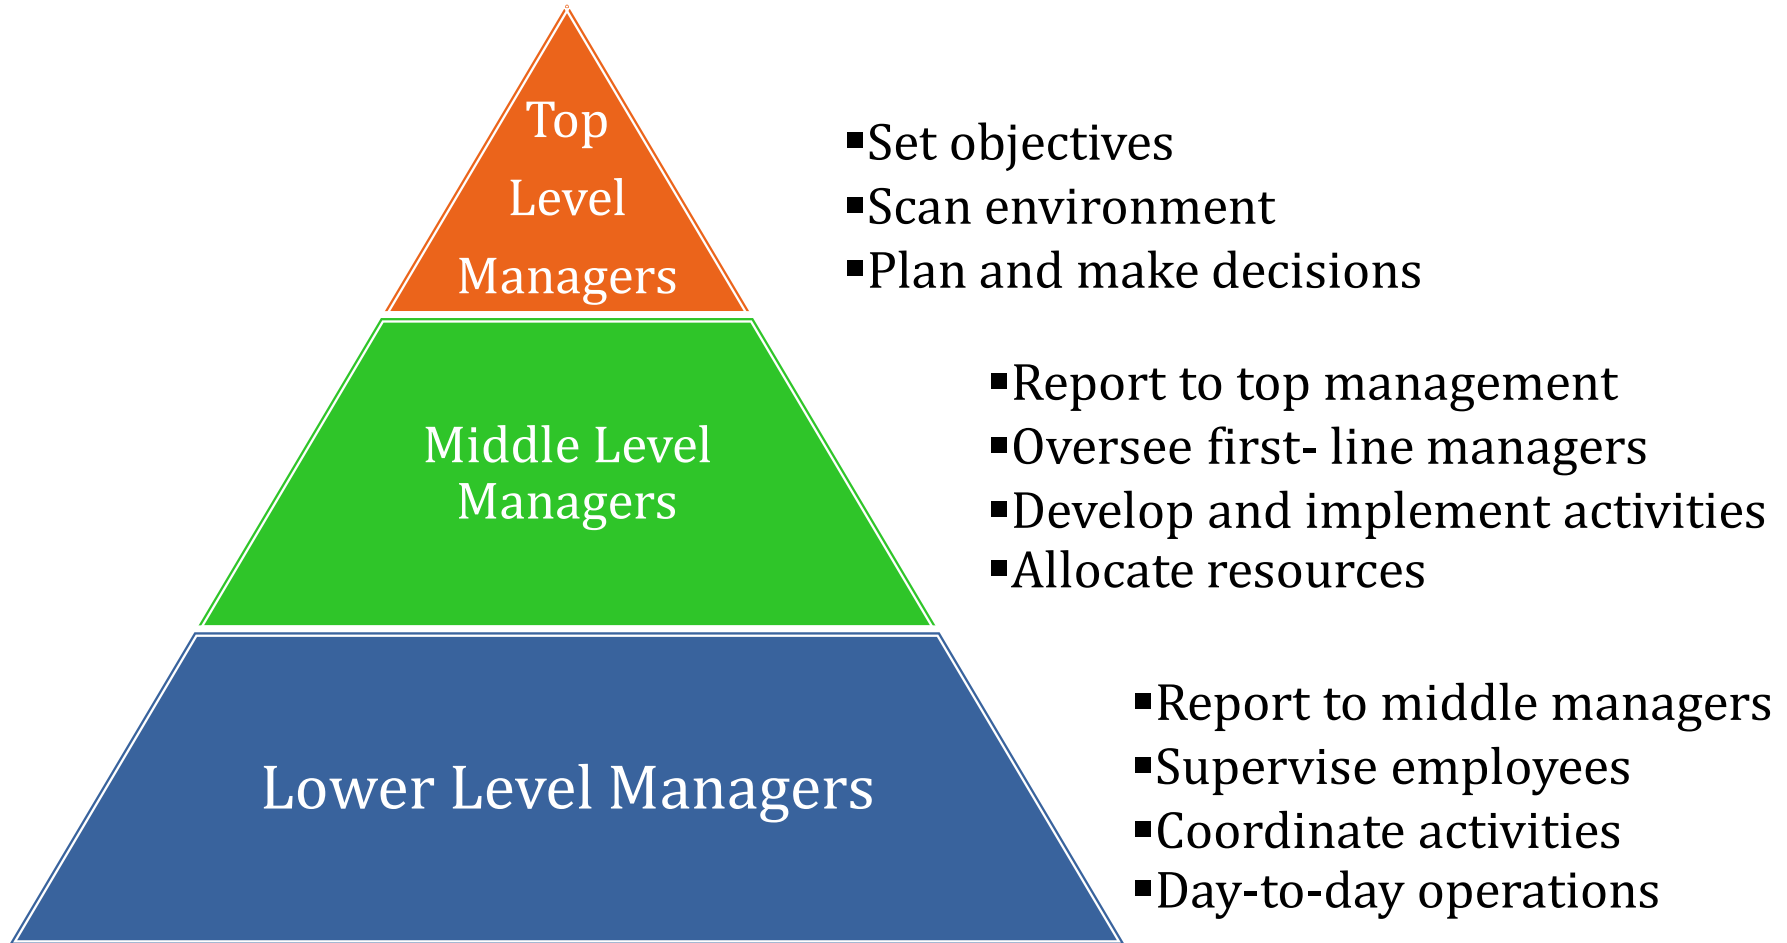 Top
Level
Managers
▪Set objectives
▪Scan environment
▪Plan and make decisions
Middle Level
Managers
▪Report to top management
▪Oversee first- line managers
▪Develop and implement activities
▪Allocate resources
Lower Level Managers
▪Report to middle managers
▪Supervise employees
▪Coordinate activities
▪Day-to-day operations